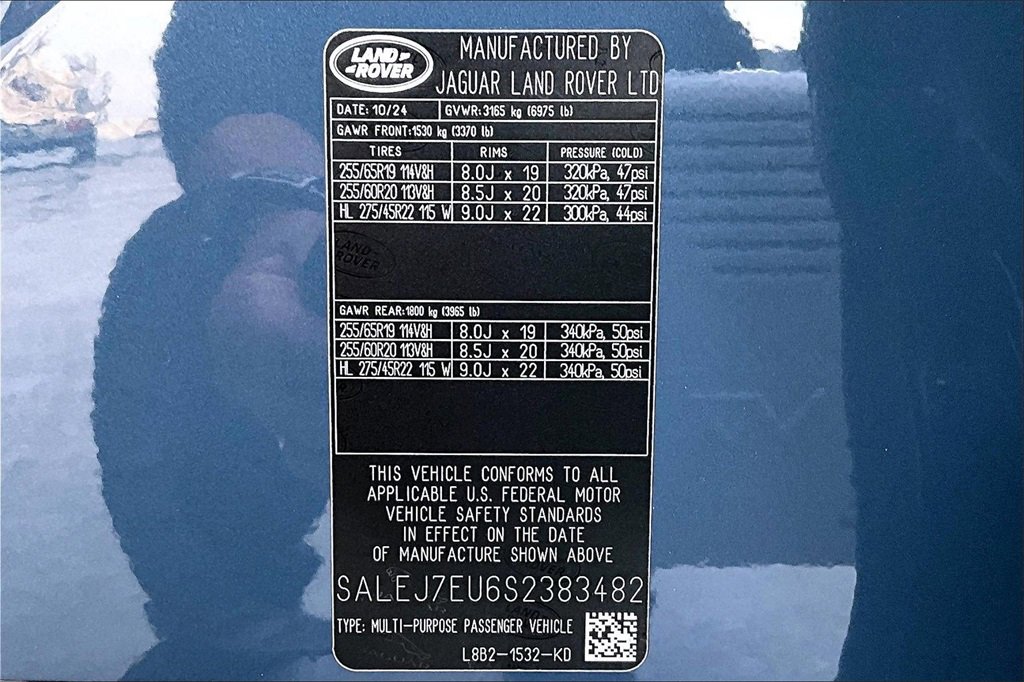 LAND ROVER
MANUFACTURED BY
JAGUAR LAND ROVER LTD
DATE: 10/24 GVWR:3165 kg (6975 lb)
GAWR FRONT:1530 kg (3370 lb)
TIRES RIMS PRESSURE (COLD)
255/65R19 114V&H 8.0J x 19 320kPa, 47psi
255/60R20 113V&H 8.5J x 20 320kPa, 47psi
HL 275/45R22 115 W 9.0J x 22 300kPa, 44psi
LAND ROVER
GAWR REAR:1800 kg (3965 lb)
255/65R19 114V&H 8.0J x 19 340kPa, 50psi
255/60R20 113V&H 8.5J x 20 340kPa, 50psi
HL 275/45R22 115 W 9.0J x 22 340kPa, 50psi
THIS VEHICLE CONFORMS TO ALL
APPLICABLE U.S. FEDERAL MOTOR
VEHICLE SAFETY STANDARDS
IN EFFECT ON THE DATE
OF MANUFACTURE SHOWN ABOVE
SALEJ7EU6S2383482
TYPE: MULTI-PURPOSE PASSENGER VEHICLE
L8B2-1532-KD